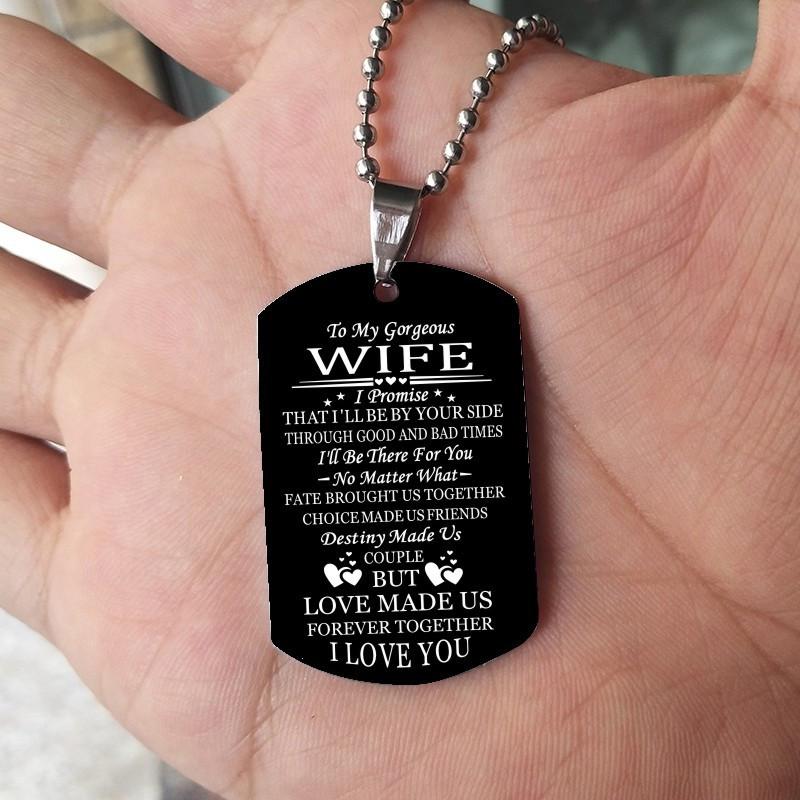 To My Gorgeous
WIFE
I Promise
THAT I'LL BE BY YOUR SIDE
THROUGH GOOD AND BAD TIMES
I'll Be There For You
-No Matter What-
FATE BROUGHT US TOGETHER
CHOICE MADE US FRIENDS
Destiny Made Us
COUPLE
BUT
LOVE MADE US
FOREVER TOGETHER
I LOVE YOU